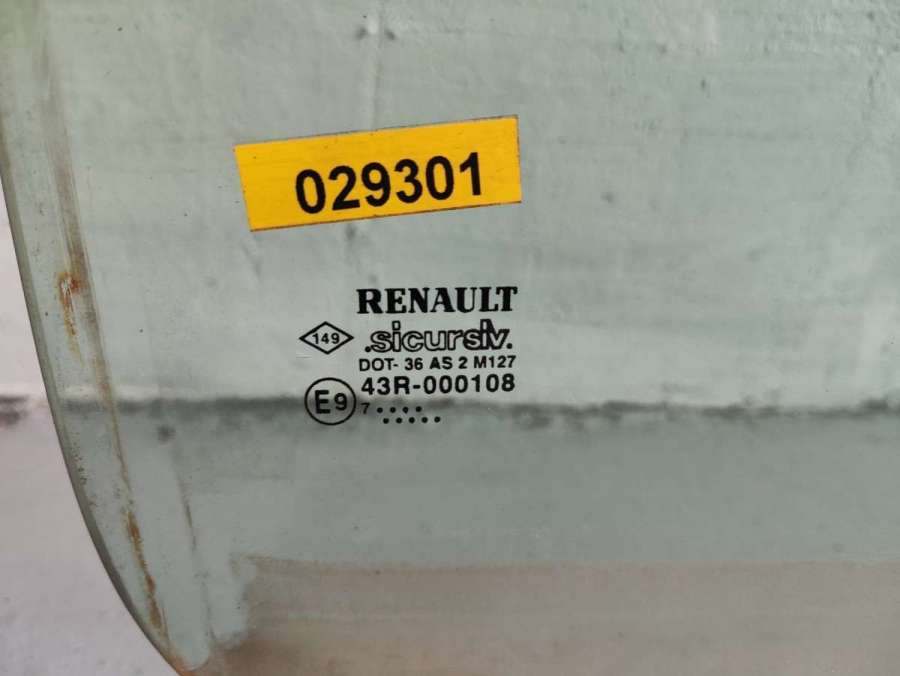 029301
RENAULT
149 .sicursiv.
DOT- 36 AS 2 M127
43R-000108
E9 7 ....
.....